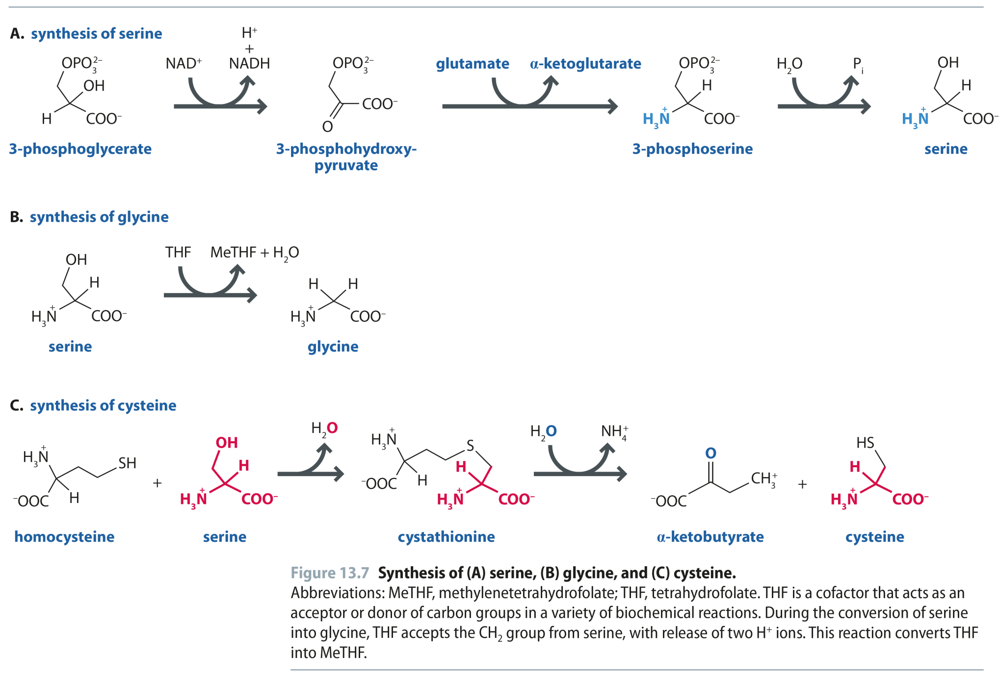 A. synthesis of serine
H⁺
+
NAD⁺ NADH
glutamate α-ketoglutarate
H₂O Pᵢ
OPO₃²⁻
OH
H COO⁻
OPO₃²⁻
COO⁻
O
OPO₃²⁻
H
H₃N⁺ COO⁻
OH
H
H₃N⁺ COO⁻
3-phosphoglycerate
3-phosphohydroxy-
pyruvate
3-phosphoserine
serine
B. synthesis of glycine
THF MeTHF + H₂O
OH
H
H₃N⁺ COO⁻
H H
H₃N⁺ COO⁻
serine
glycine
C. synthesis of cysteine
H₃N⁺
SH
⁻OOC H
+
OH
H
H₃N⁺ COO⁻
H₂O
H₃N⁺
S
⁻OOC H
H
H₃N⁺ COO⁻
H₂O NH₄⁺
O
CH₃⁺
⁻OOC
+
HS
H
H₃N⁺ COO⁻
homocysteine
serine
cystathionine
α-ketobutyrate
cysteine
Figure 13.7 Synthesis of (A) serine, (B) glycine, and (C) cysteine.
Abbreviations: MeTHF, methylenetetrahydrofolate; THF, tetrahydrofolate. THF is a cofactor that acts as an
acceptor or donor of carbon groups in a variety of biochemical reactions. During the conversion of serine
into glycine, THF accepts the CH₂ group from serine, with release of two H⁺ ions. This reaction converts THF
into MeTHF.